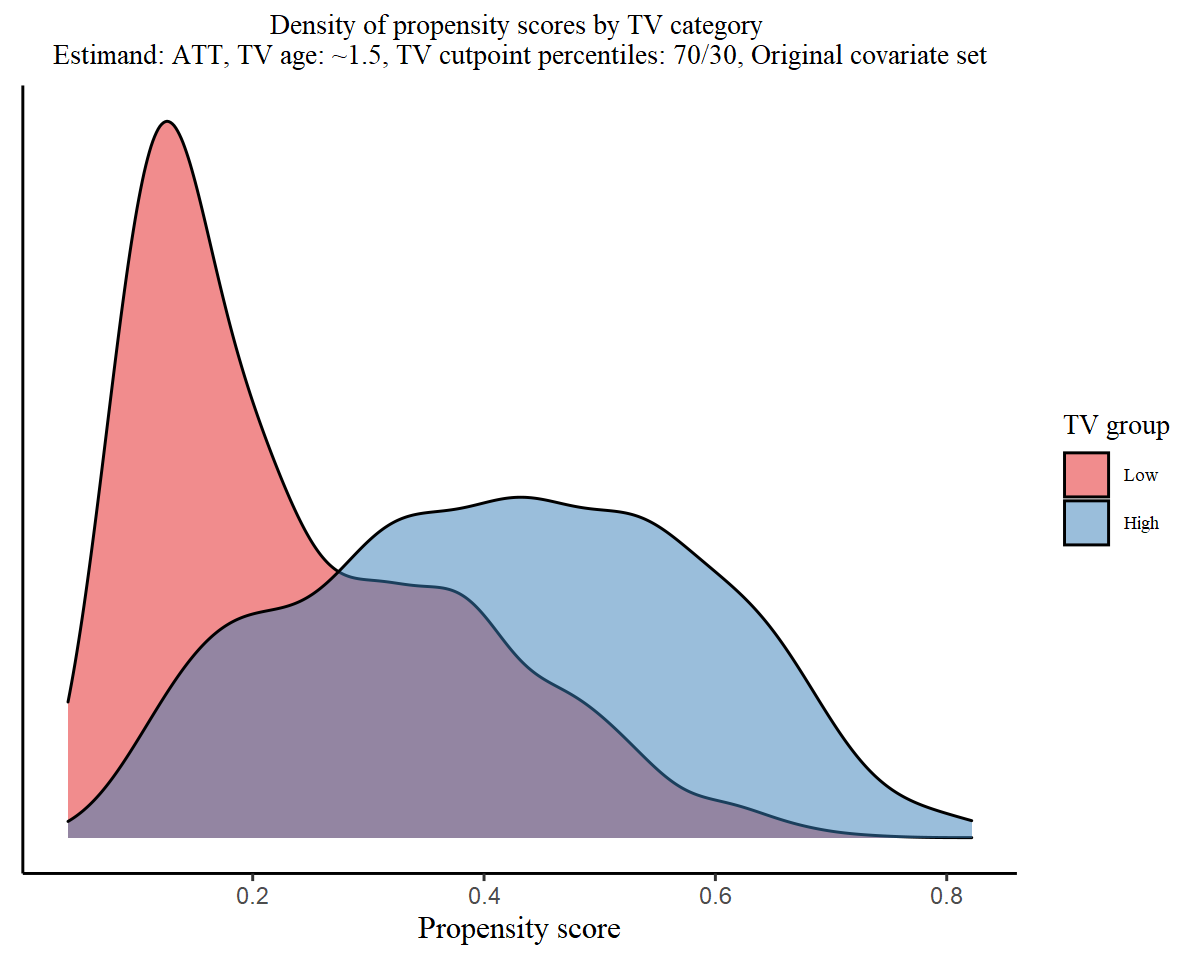 Density of propensity scores by TV category
Estimand: ATT, TV age: ~1.5, TV cutpoint percentiles: 70/30, Original covariate set
TV group
Low
High
0.2 0.4 0.6 0.8
Propensity score